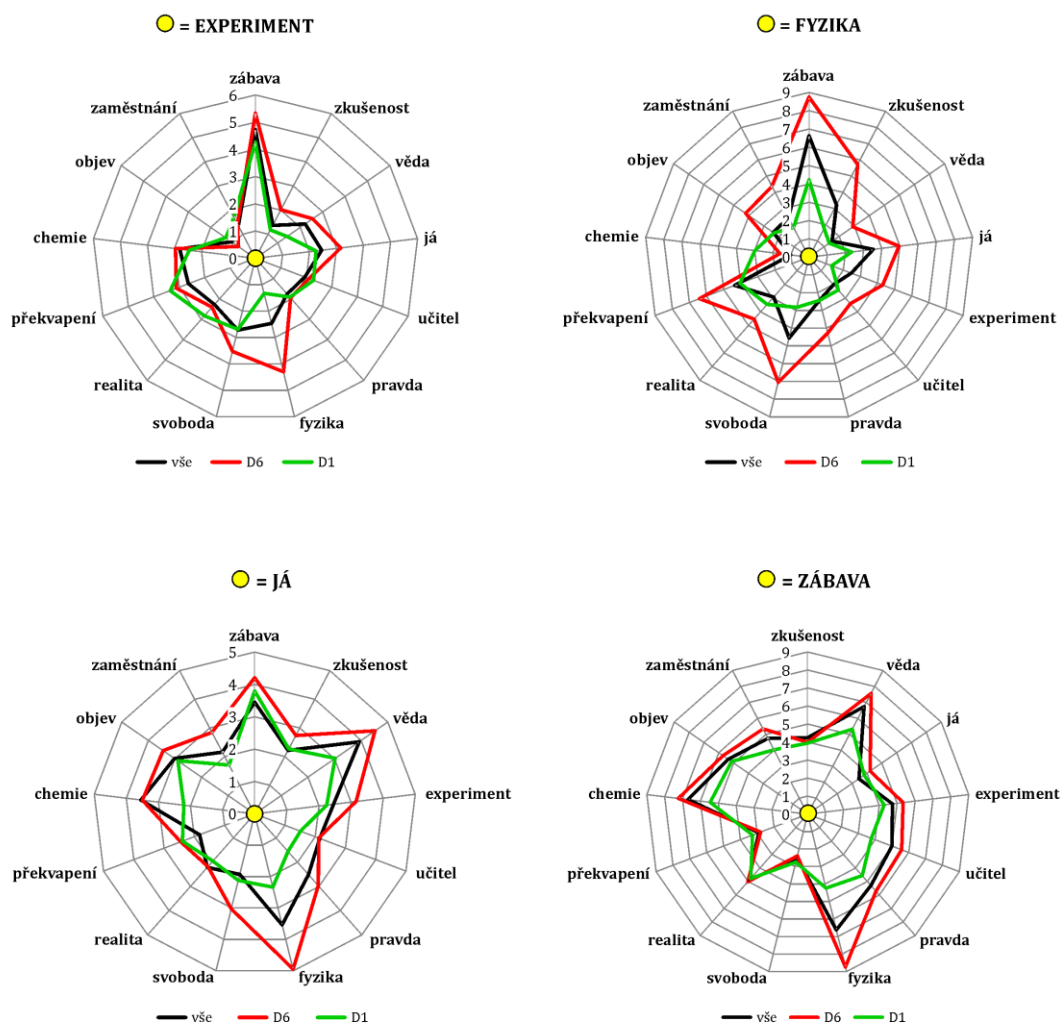 = EXPERIMENT
zábava
zkušenost
věda
já
učitel
pravda
fyzika
svoboda
realita
překvapení
chemie
objev
zaměstnání
6
5
4
3
2
1
0
vše D6 D1
= FYZIKA
zábava
zkušenost
věda
já
experiment
učitel
pravda
svoboda
realita
překvapení
chemie
objev
zaměstnání
9
8
7
6
5
4
3
2
1
0
vše D6 D1
= JÁ
zábava
zkušenost
věda
experiment
učitel
pravda
fyzika
svoboda
realita
překvapení
chemie
objev
zaměstnání
5
4
3
2
1
0
vše D6 D1
= ZÁBAVA
zkušenost
věda
já
experiment
učitel
pravda
fyzika
svoboda
realita
překvapení
chemie
objev
zaměstnání
9
8
7
6
5
4
3
2
1
0
vše D6 D1